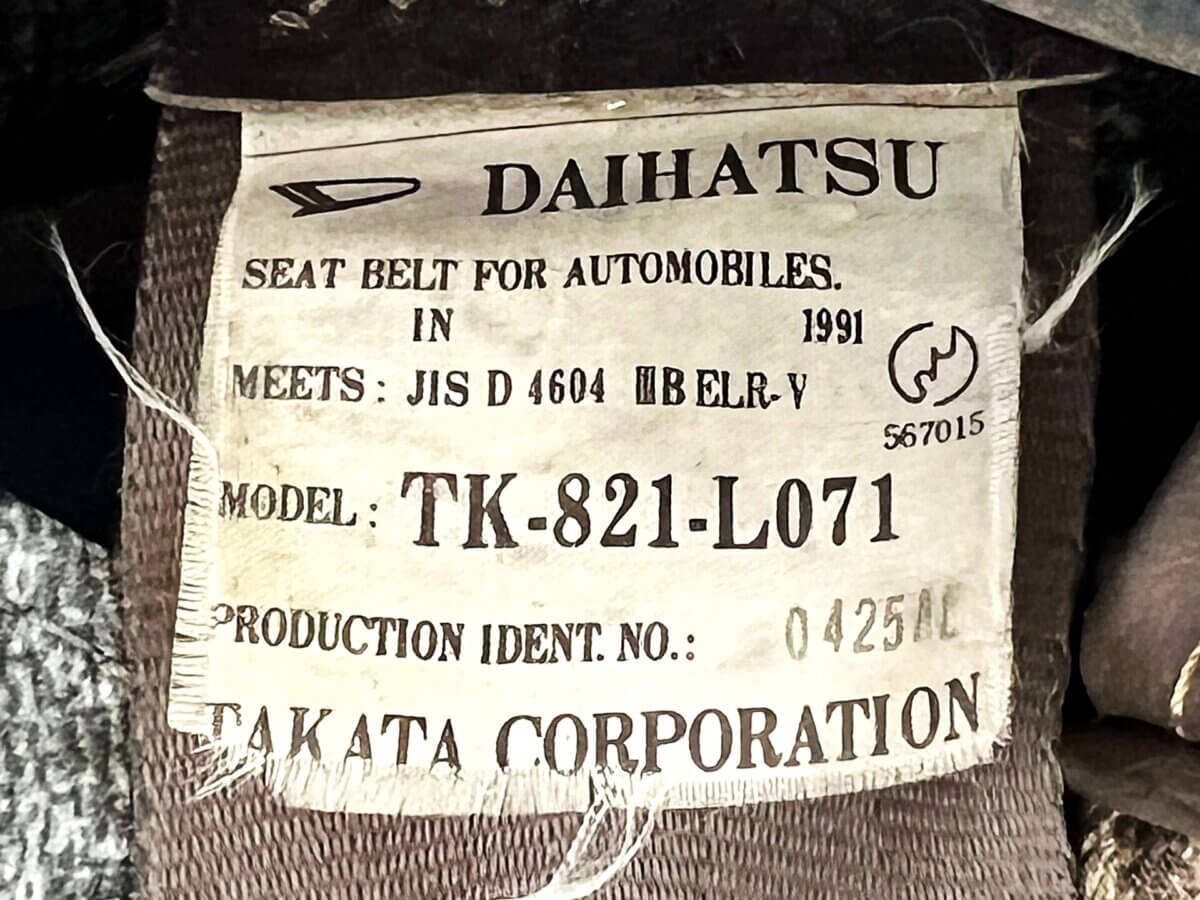 DAIHATSU
SEAT BELT FOR AUTOMOBILES.
IN 1991
MEETS: JIS D 4604 ⅢB ELR-V
567015
MODEL: TK-821-L071
PRODUCTION IDENT. NO.: 0425AL
TAKATA CORPORATION